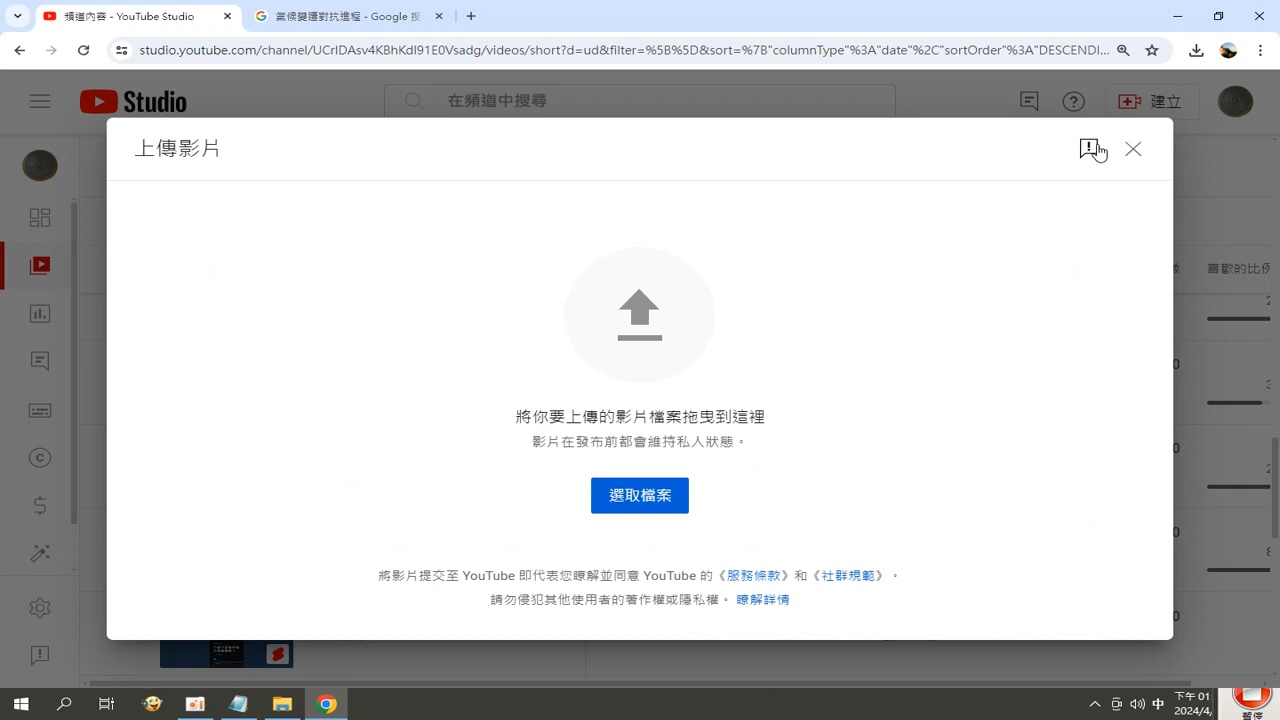 頻道內容 - YouTube Studio
氣候變遷對抗進程 - Google 搜
studio.youtube.com/channel/UCrIDAsv4KBhKdI91E0Vsadg/videos/short?d=ud&filter=%5B%5D&sort=%7B"columnType"%3A"date"%2C"sortOrder"%3A"DESCENDI...
Studio
在頻道中搜尋
建立
上傳影片
喜歡的比例
將你要上傳的影片檔案拖曳到這裡
影片在發布前都會維持私人狀態。
選取檔案
將影片提交至 YouTube 即代表您瞭解並同意 YouTube 的《服務條款》和《社群規範》。
請勿侵犯其他使用者的著作權或隱私權。 瞭解詳情
中
下午 01
2024/4/
暫停